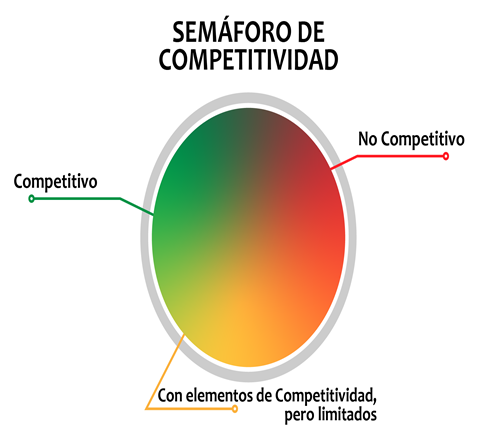 SEMÁFORO DE
COMPETITIVIDAD
No Competitivo
Competitivo
Con elementos de Competitividad,
pero limitados